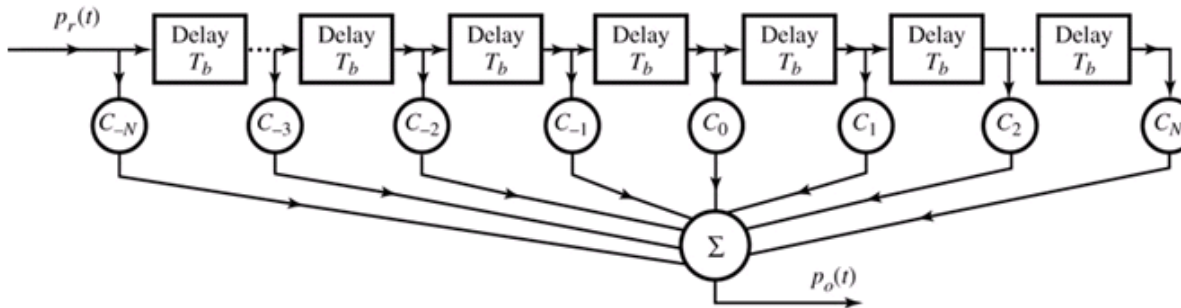 p_r(t)
Delay T_b
Delay T_b
Delay T_b
Delay T_b
Delay T_b
Delay T_b
Delay T_b
C_{-N}
C_{-3}
C_{-2}
C_{-1}
C_0
C_1
C_2
C_N
Σ
p_o(t)